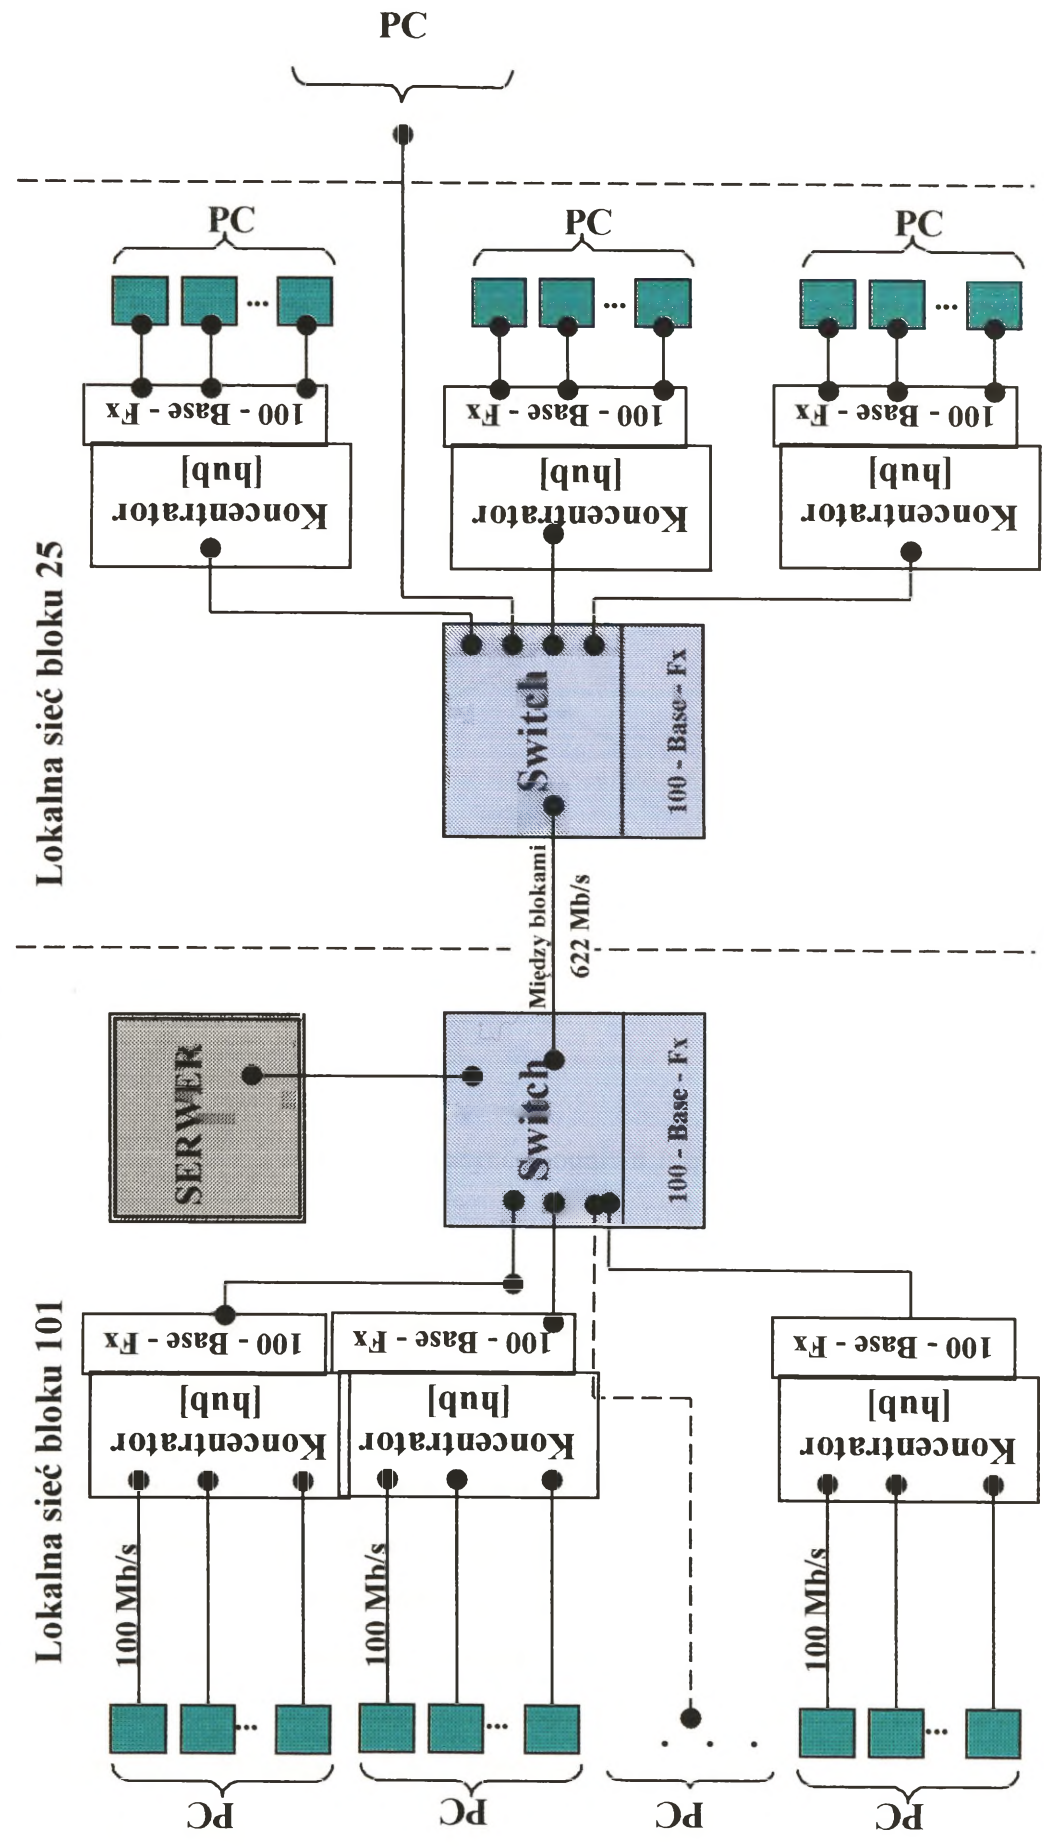 PC
Lokalna sieć bloku 25
PC
100 - Base - Fx
Koncentrator
[hub]
PC
100 - Base - Fx
Koncentrator
[hub]
PC
100 - Base - Fx
Koncentrator
[hub]
Switch
100 - Base - Fx
Między blokami
622 Mb/s
SERWER
Switch
100 - Base - Fx
Lokalna sieć bloku 101
100 - Base - Fx
Koncentrator
[hub]
100 Mb/s
PC
100 - Base - Fx
Koncentrator
[hub]
100 Mb/s
PC
PC
100 - Base - Fx
Koncentrator
[hub]
100 Mb/s
PC